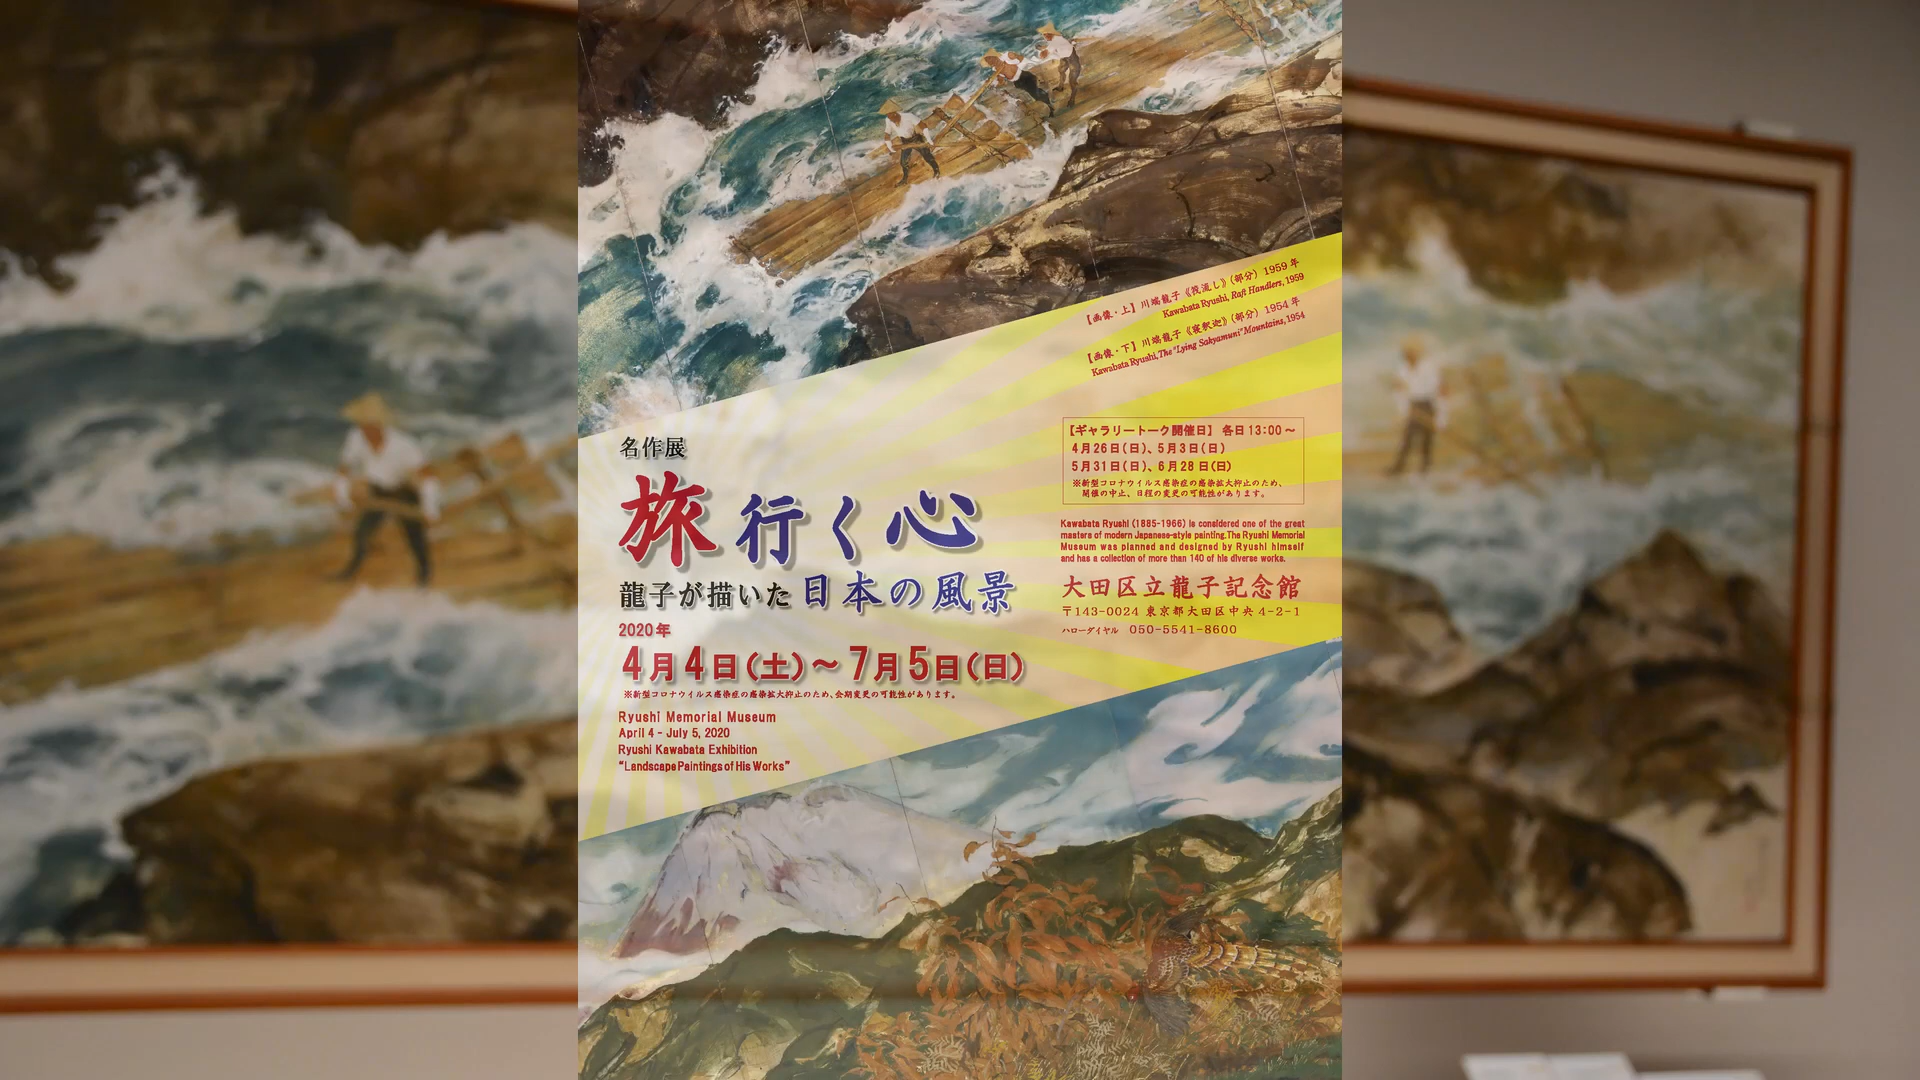 【画像・上】川端龍子《筏流し》(部分) 1959年
Kawabata Ryushi, Raft Handlers, 1959
【画像・下】川端龍子《寝釈迦》(部分) 1954年
Kawabata Ryushi, The "Lying Sakyamuni" Mountains, 1954
名作展
旅行く心
龍子が描いた日本の風景
2020年
4月4日(土)～7月5日(日)
※新型コロナウイルス感染症の感染拡大抑止のため、会期変更の可能性があります。
Ryushi Memorial Museum
April 4 - July 5, 2020
Ryushi Kawabata Exhibition
“Landscape Paintings of His Works”
【ギャラリートーク開催日】 各日13:00～
4月26日(日)、5月3日(日)
5月31日(日)、6月28日(日)
※新型コロナウイルス感染症の感染拡大抑止のため、
開催の中止、日程の変更の可能性があります。
Kawabata Ryushi (1885-1966) is considered one of the great
masters of modern Japanese-style painting.The Ryushi Memorial
Museum was planned and designed by Ryushi himself
and has a collection of more than 140 of his diverse works.
大田区立龍子記念館
〒143-0024 東京都大田区中央4-2-1
ハローダイヤル 050-5541-8600